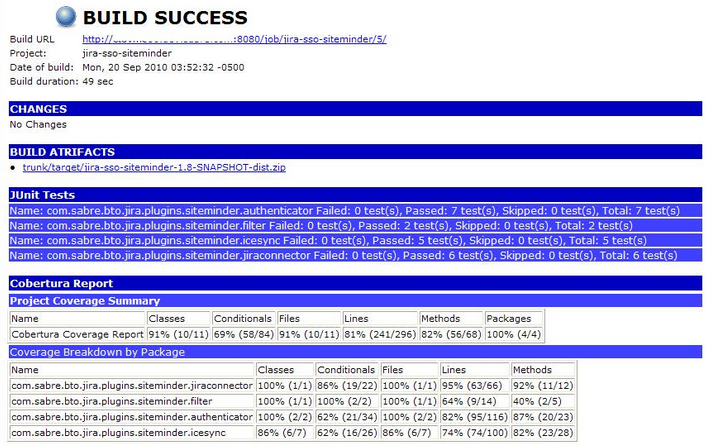 BUILD SUCCESS
Build URL http:// :8080/job/jira-sso-siteminder/5/
Project: jira-sso-siteminder
Date of build: Mon, 20 Sep 2010 03:52:32 -0500
Build duration: 49 sec
CHANGES
No Changes
BUILD ATRIFACTS
• trunk/target/jira-sso-siteminder-1.8-SNAPSHOT-dist.zip
JUnit Tests
Name: com.sabre.bto.jira.plugins.siteminder.authenticator Failed: 0 test(s), Passed: 7 test(s), Skipped: 0 test(s), Total: 7 test(s)
Name: com.sabre.bto.jira.plugins.siteminder.filter Failed: 0 test(s), Passed: 2 test(s), Skipped: 0 test(s), Total: 2 test(s)
Name: com.sabre.bto.jira.plugins.siteminder.icesync Failed: 0 test(s), Passed: 5 test(s), Skipped: 0 test(s), Total: 5 test(s)
Name: com.sabre.bto.jira.plugins.siteminder.jiraconnector Failed: 0 test(s), Passed: 6 test(s), Skipped: 0 test(s), Total: 6 test(s)
Cobertura Report
Project Coverage Summary
Name Classes Conditionals Files Lines Methods Packages
Cobertura Coverage Report 91% (10/11) 69% (58/84) 91% (10/11) 81% (241/296) 82% (56/68) 100% (4/4)
Coverage Breakdown by Package
Name Classes Conditionals Files Lines Methods
com.sabre.bto.jira.plugins.siteminder.jiraconnector 100% (1/1) 86% (19/22) 100% (1/1) 95% (63/66) 92% (11/12)
com.sabre.bto.jira.plugins.siteminder.filter 100% (1/1) 100% (2/2) 100% (1/1) 64% (9/14) 40% (2/5)
com.sabre.bto.jira.plugins.siteminder.authenticator 100% (2/2) 62% (21/34) 100% (2/2) 82% (95/116) 87% (20/23)
com.sabre.bto.jira.plugins.siteminder.icesync 86% (6/7) 62% (16/26) 86% (6/7) 74% (74/100) 82% (23/28)